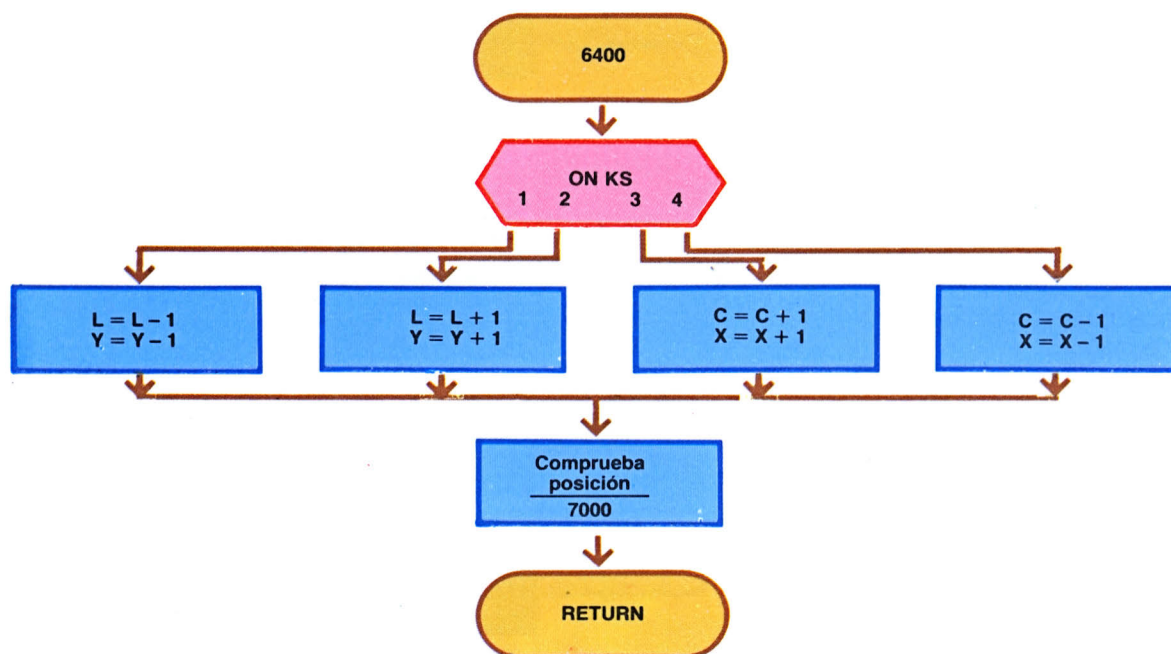 6400
ON KS
1 2 3 4
L = L – 1
Y = Y – 1
L = L + 1
Y = Y + 1
C = C + 1
X = X + 1
C = C – 1
X = X – 1
Comprueba
posición
7000
RETURN